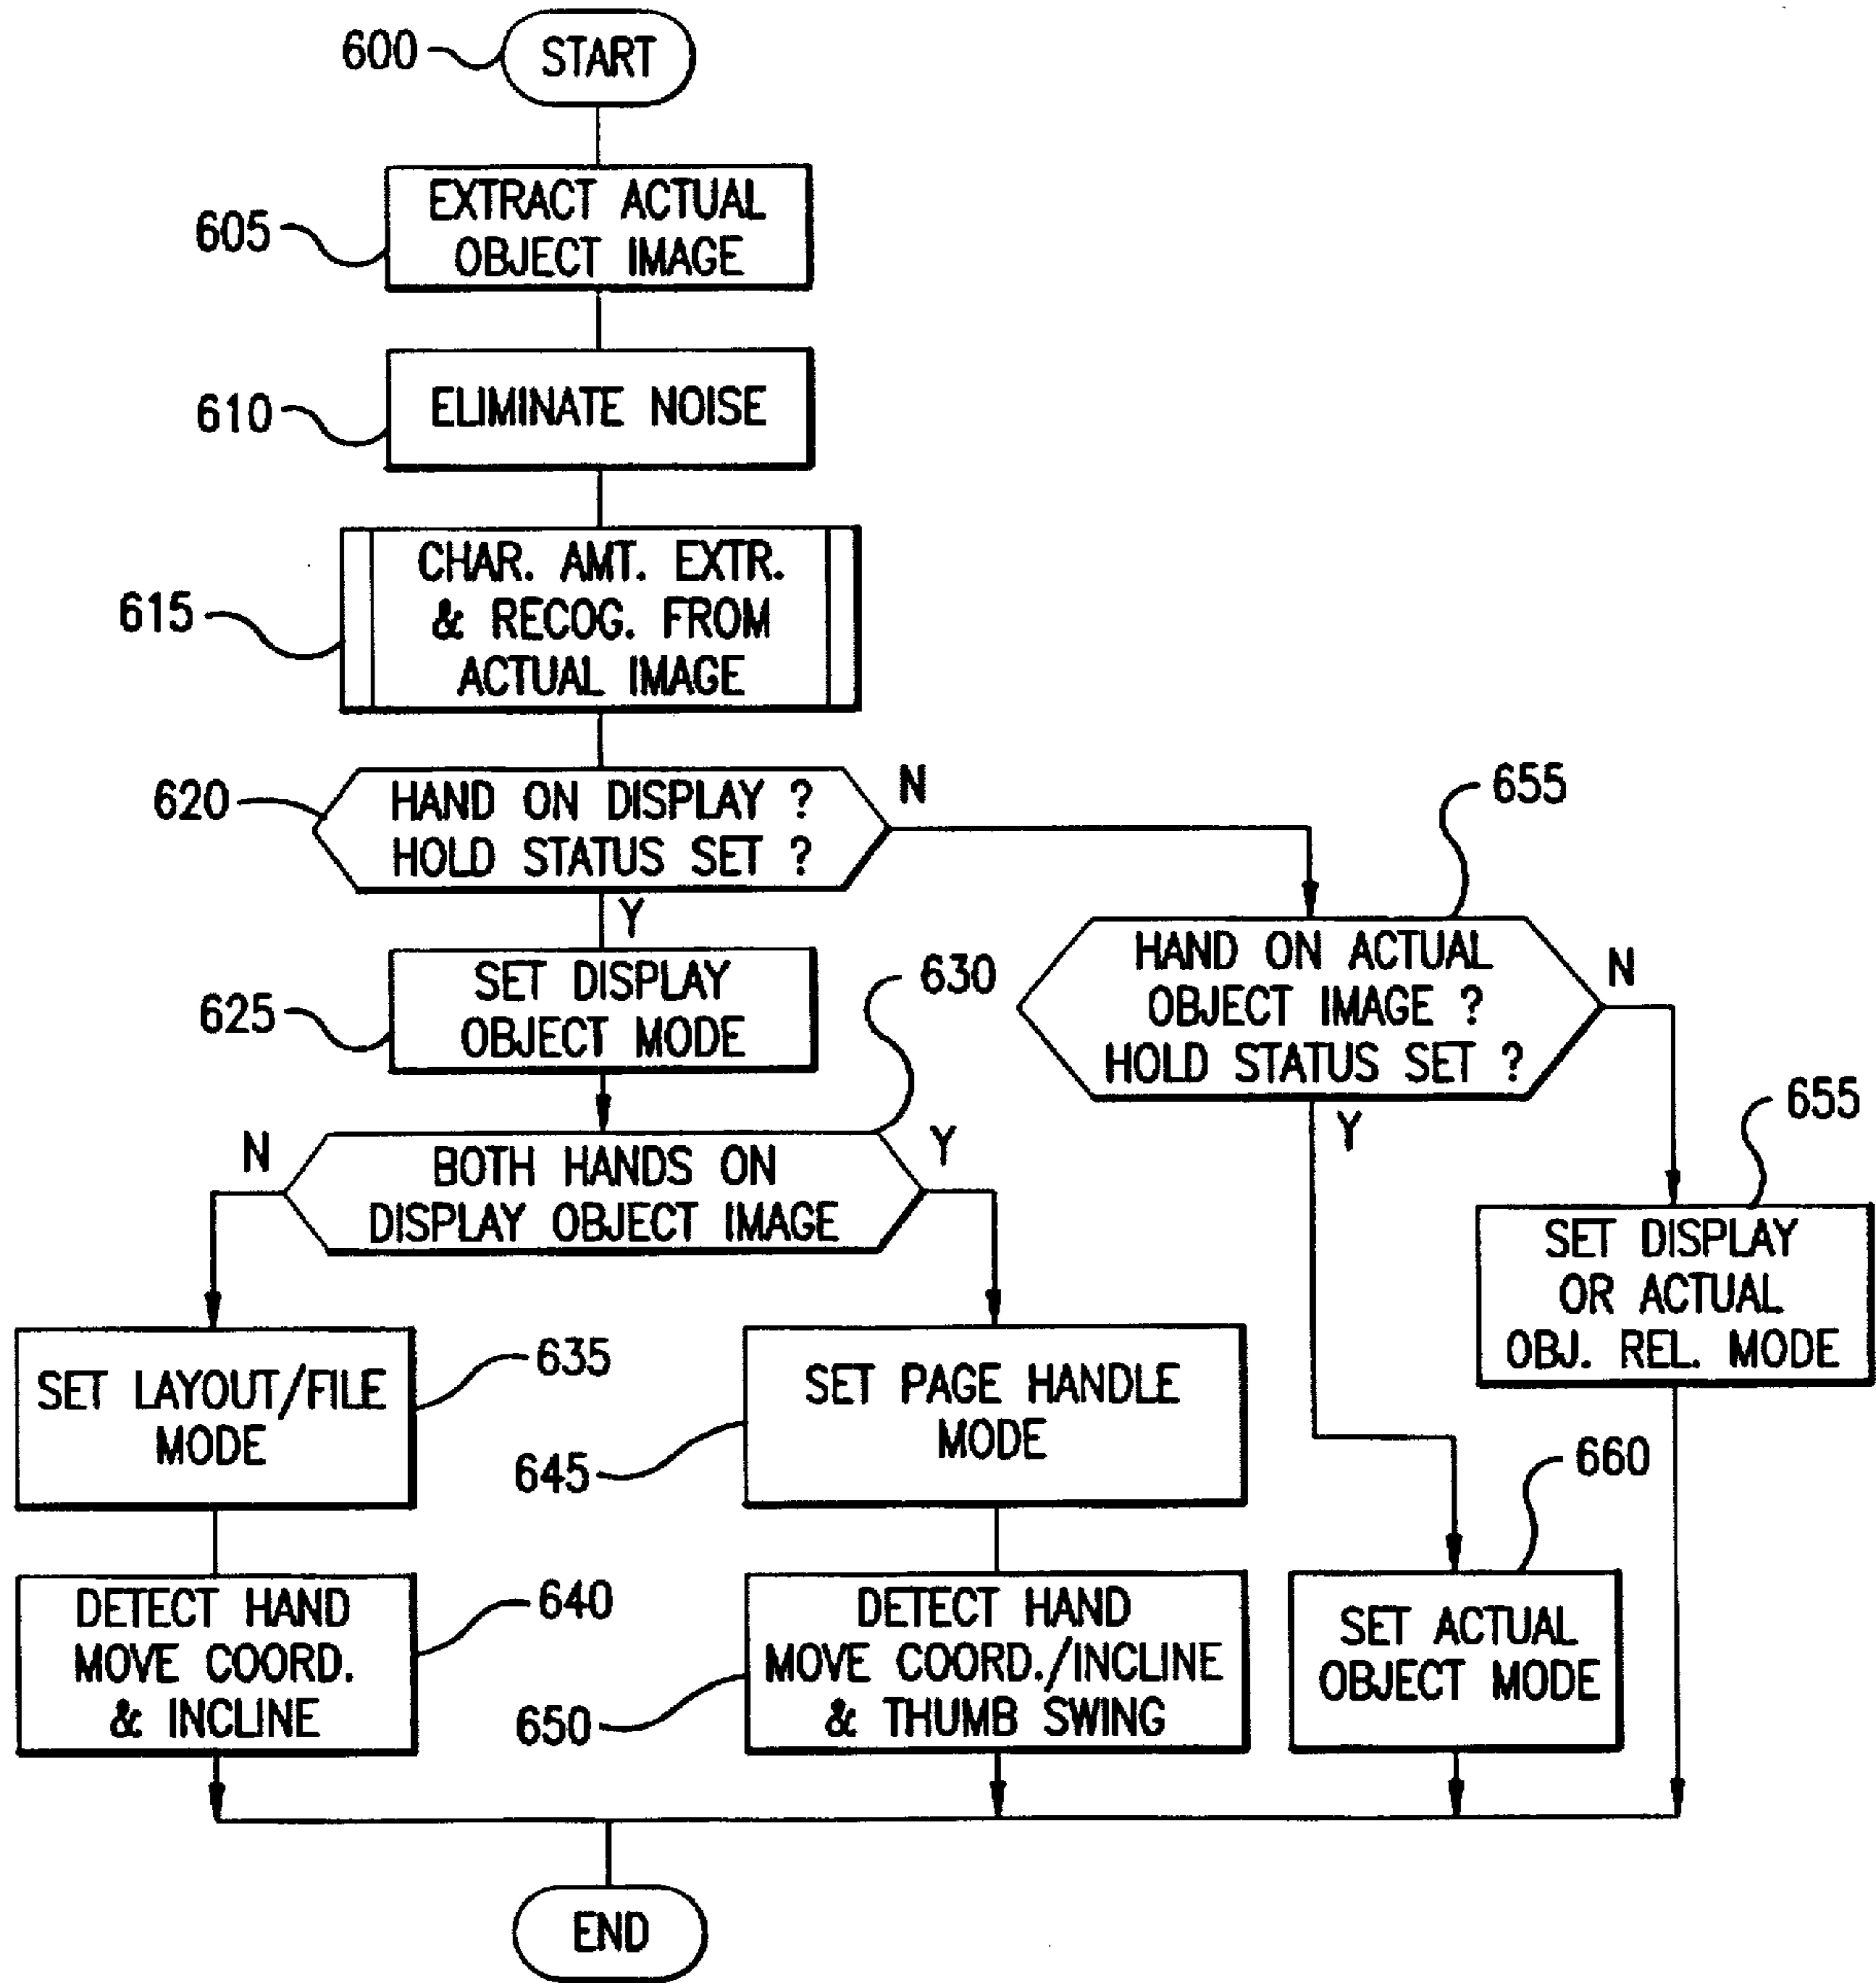 600
START
605
EXTRACT ACTUAL
OBJECT IMAGE
610
ELIMINATE NOISE
615
CHAR. AMT. EXTR.
& RECOG. FROM
ACTUAL IMAGE
620
HAND ON DISPLAY ?
HOLD STATUS SET ?
N
Y
655
HAND ON ACTUAL
OBJECT IMAGE ?
HOLD STATUS SET ?
N
Y
625
SET DISPLAY
OBJECT MODE
630
BOTH HANDS ON
DISPLAY OBJECT IMAGE
N
Y
655
SET DISPLAY
OR ACTUAL
OBJ. REL. MODE
SET LAYOUT/FILE
MODE
635
SET PAGE HANDLE
MODE
645
660
SET ACTUAL
OBJECT MODE
DETECT HAND
MOVE COORD.
& INCLINE
640
DETECT HAND
MOVE COORD./INCLINE
& THUMB SWING
650
END